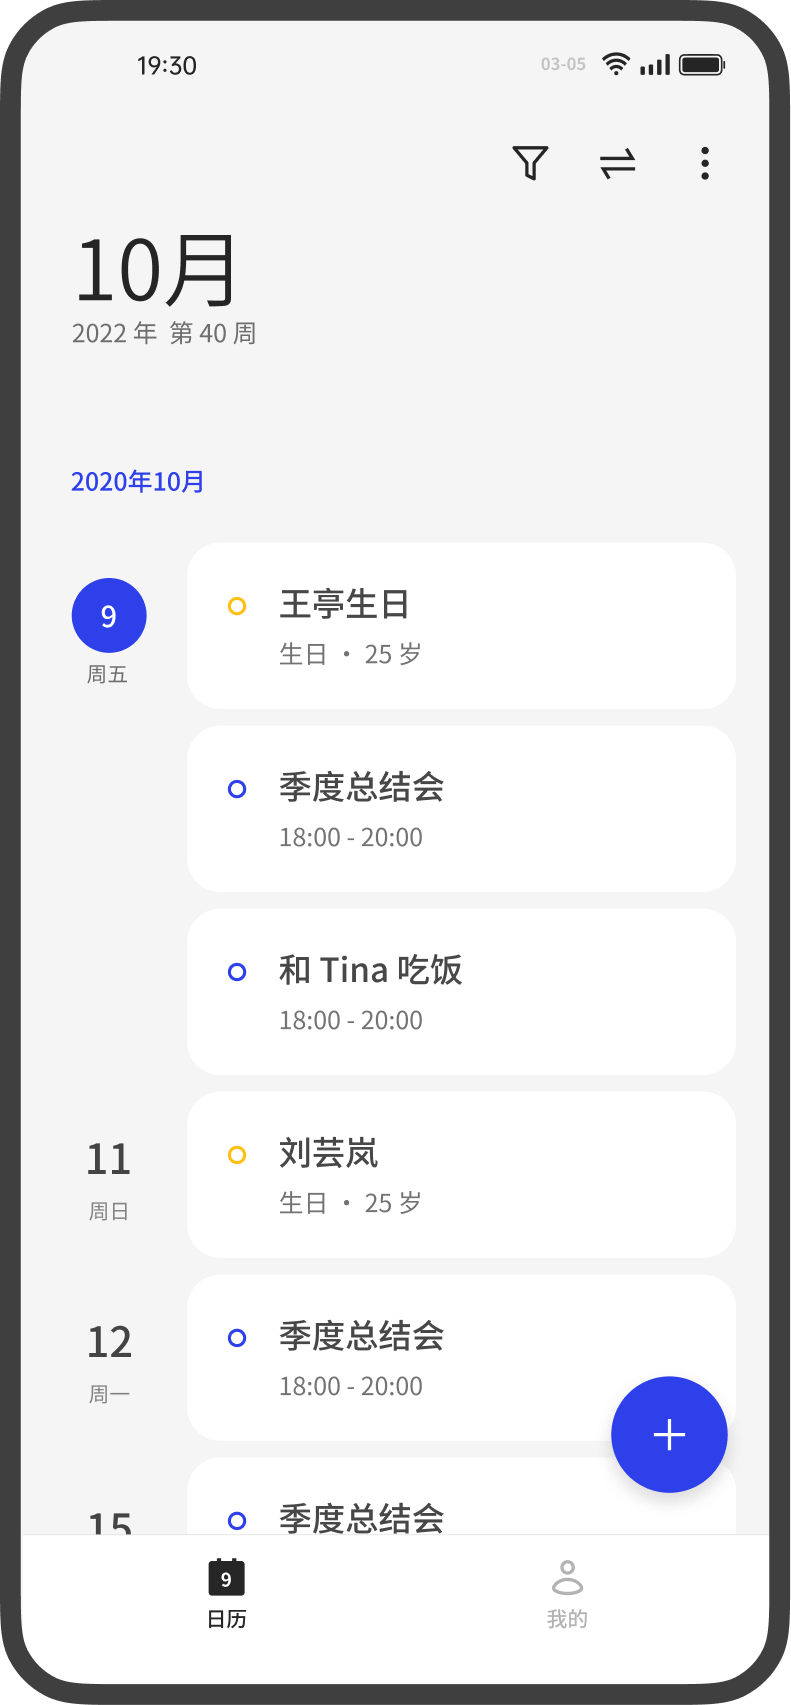 19:30
03-05
10月
2022 年 第 40 周
2020年10月
9
周五
王亭生日
生日 · 25 岁
季度总结会
18:00 - 20:00
和 Tina 吃饭
18:00 - 20:00
11
周日
刘芸岚
生日 · 25 岁
12
周一
季度总结会
18:00 - 20:00
15
季度总结会
9
日历
我的